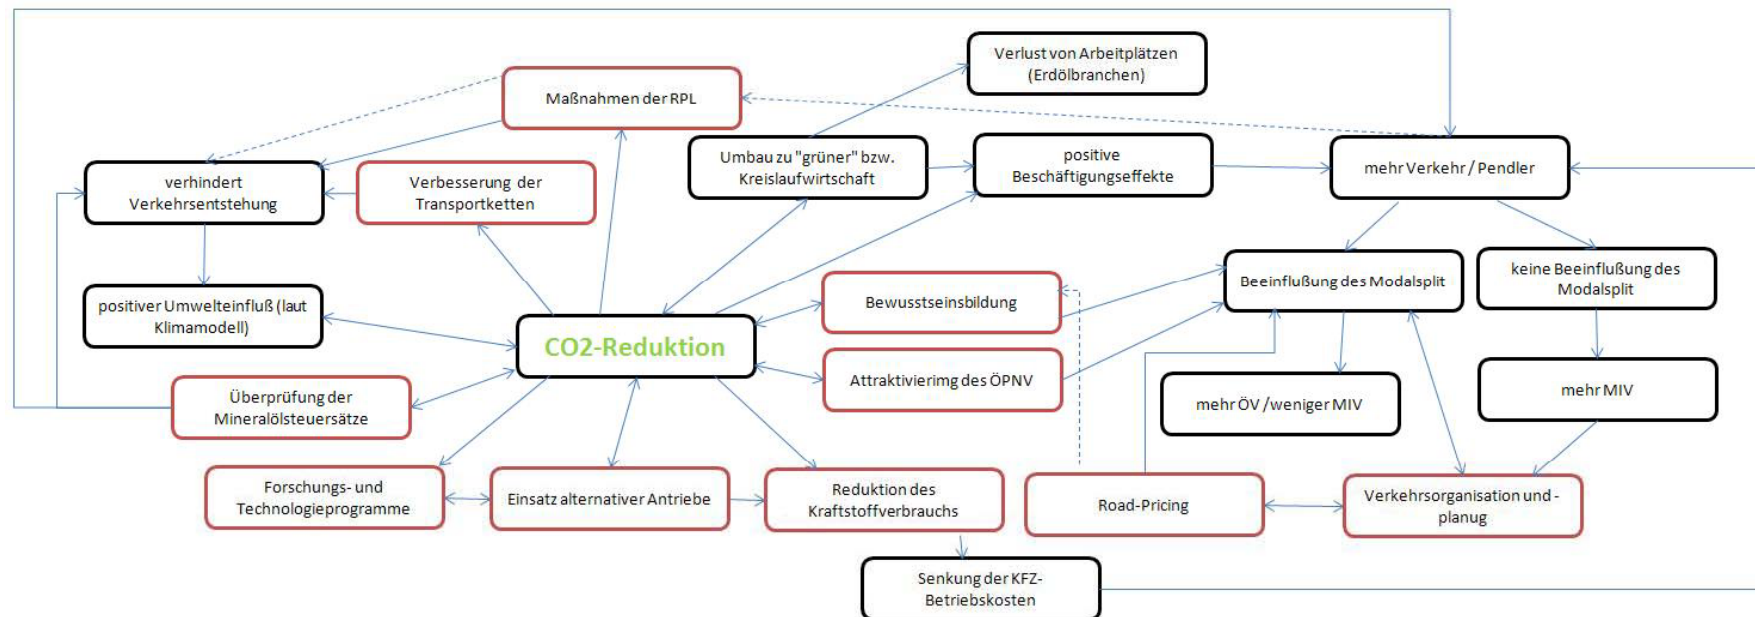 Verlust von Arbeitplätzen
(Erdölbranchen)
Maßnahmen der RPL
Umbau zu "grüner" bzw.
Kreislaufwirtschaft
positive
Beschäftigungseffekte
mehr Verkehr / Pendler
verhindert
Verkehrsentstehung
Verbesserung der
Transportketten
Beeinflußung des Modalsplit
keine Beeinflußung des
Modalsplit
positiver Umwelteinfluß (laut
Klimamodell)
Bewusstseinsbildung
CO2-Reduktion
Attraktivierimg des ÖPNV
mehr ÖV /weniger MIV
mehr MIV
Überprüfung der
Mineralölsteuersätze
Forschungs- und
Technologieprogramme
Einsatz alternativer Antriebe
Reduktion des
Kraftstoffverbrauchs
Road-Pricing
Verkehrsorganisation und -
planug
Senkung der KFZ-
Betriebskosten